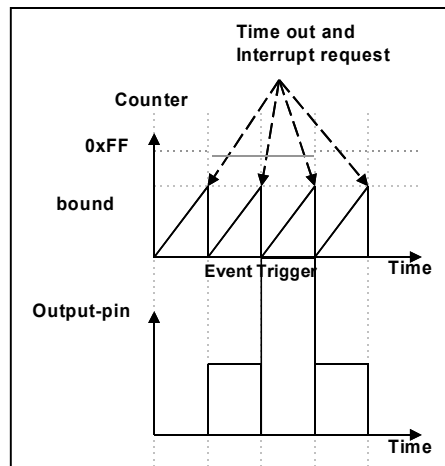 Time out and
Interrupt request
Counter
0xFF
bound
Event Trigger
Time
Output-pin
Time